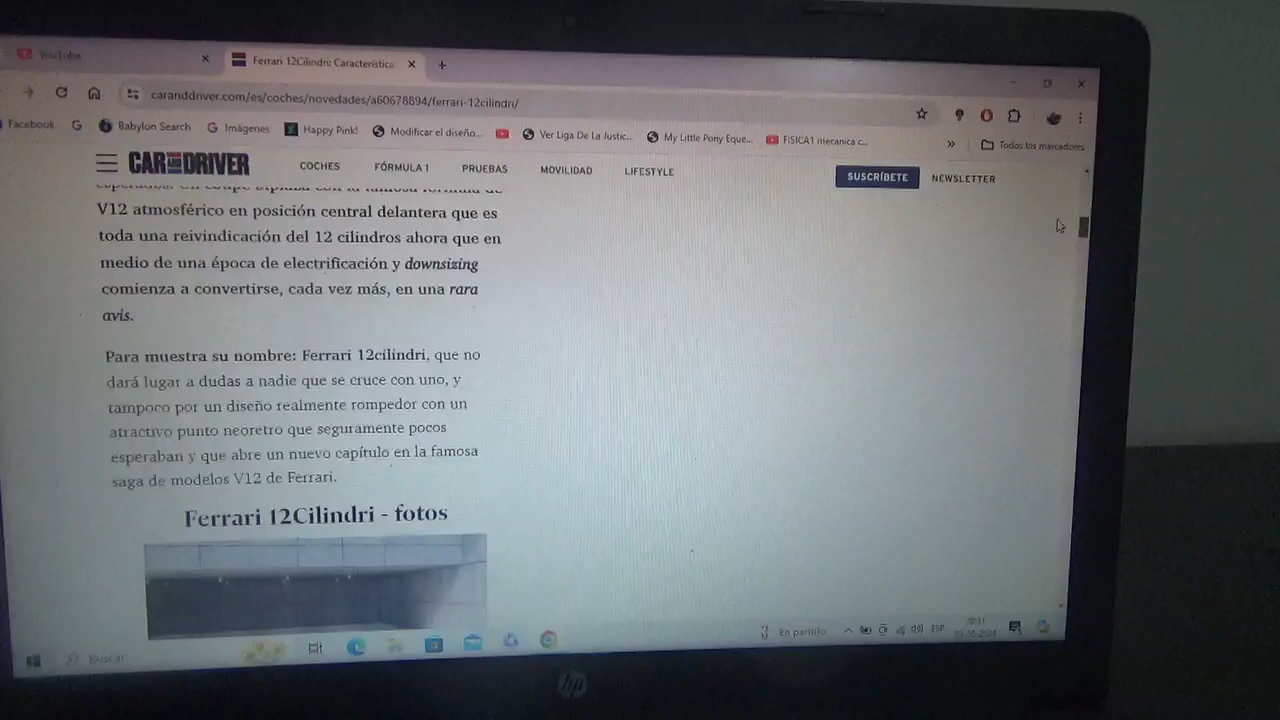 YouTube
Ferrari 12Cilindri: Característica
caranddriver.com/es/coches/novedades/a60678894/ferrari-12cilindri/
Facebook
Babylon Search
Imágenes
Happy Pink!
Modificar el diseño...
Ver Liga De La Justic...
My Little Pony Eque...
FISICA1 mecanica c...
»
Todos los marcadores
CAR AND DRIVER
COCHES
FÓRMULA 1
PRUEBAS
MOVILIDAD
LIFESTYLE
SUSCRÍBETE
NEWSLETTER
V12 atmosférico en posición central delantera que es
toda una reivindicación del 12 cilindros ahora que en
medio de una época de electrificación y downsizing
comienza a convertirse, cada vez más, en una rara
avis.
Para muestra su nombre: Ferrari 12cilindri, que no
dará lugar a dudas a nadie que se cruce con uno, y
tampoco por un diseño realmente rompedor con un
atractivo punto neoretro que seguramente pocos
esperaban y que abre un nuevo capítulo en la famosa
saga de modelos V12 de Ferrari.
Ferrari 12Cilindri - fotos
Buscar
En partido
ESP
hp